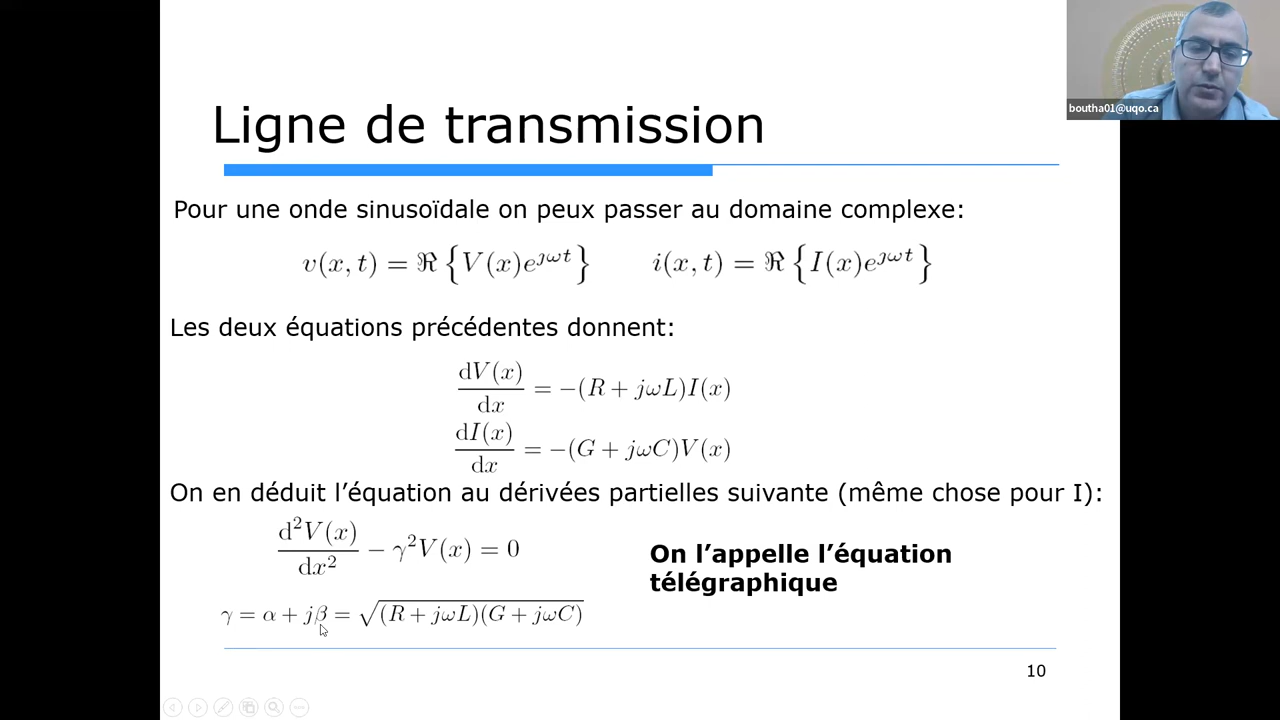 boutha01@uqo.ca
Ligne de transmission
Pour une onde sinusoïdale on peux passer au domaine complexe:
v(x, t) = ℜ {V(x)e^{jωt}}    i(x, t) = ℜ {I(x)e^{jωt}}
Les deux équations précédentes donnent:
dV(x)/dx = −(R + jωL)I(x)
dI(x)/dx = −(G + jωC)V(x)
On en déduit l’équation au dérivées partielles suivante (même chose pour I):
d²V(x)/dx² − γ²V(x) = 0
On l’appelle l’équation
télégraphique
γ = α + jβ = √(R + jωL)(G + jωC)
10